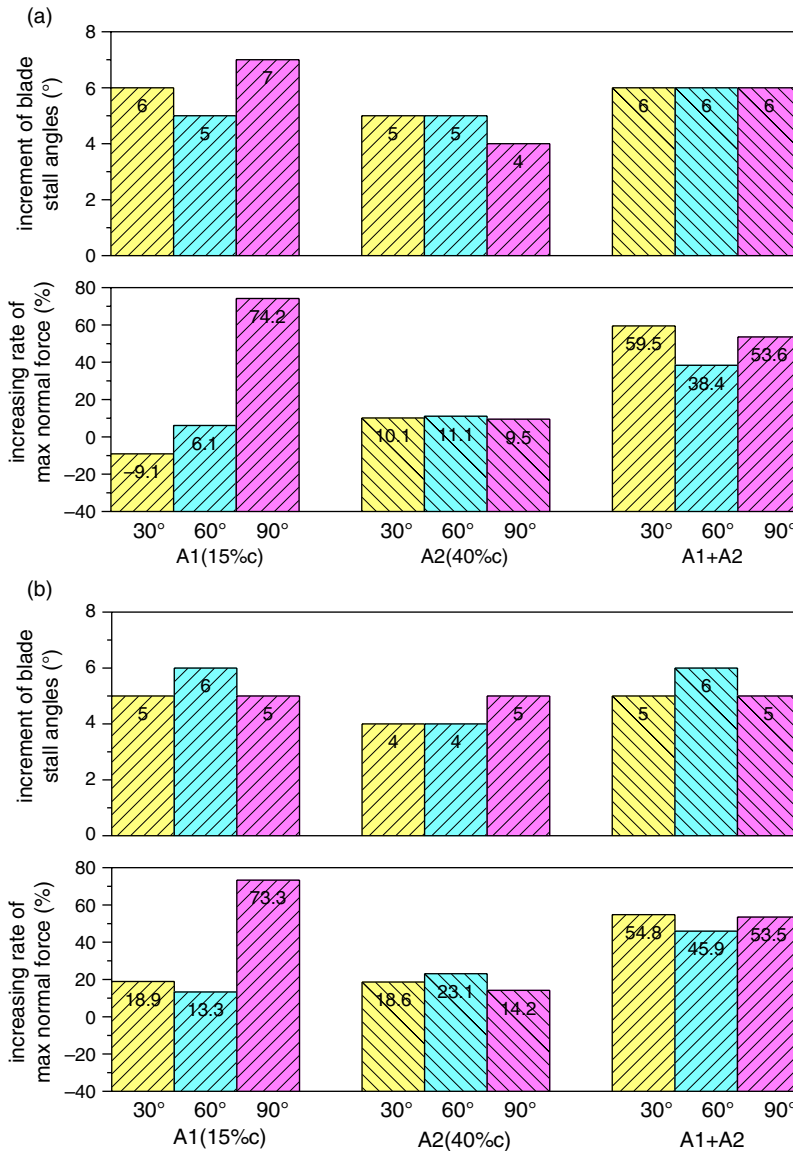 (a)
increment of blade
stall angles (°)
8
6
4
2
0
6 5 7 5 5 4 6 6 6
increasing rate of
max normal force (%)
80
60
40
20
0
−20
−40
−9.1 6.1 74.2 10.1 11.1 9.5 59.5 38.4 53.6
30° 60° 90° 30° 60° 90° 30° 60° 90°
A1(15%c) A2(40%c) A1+A2
(b)
increment of blade
stall angles (°)
8
6
4
2
0
5 6 5 4 4 5 5 6 5
increasing rate of
max normal force (%)
80
60
40
20
0
−20
−40
18.9 13.3 73.3 18.6 23.1 14.2 54.8 45.9 53.5
30° 60° 90° 30° 60° 90° 30° 60° 90°
A1(15%c) A2(40%c) A1+A2